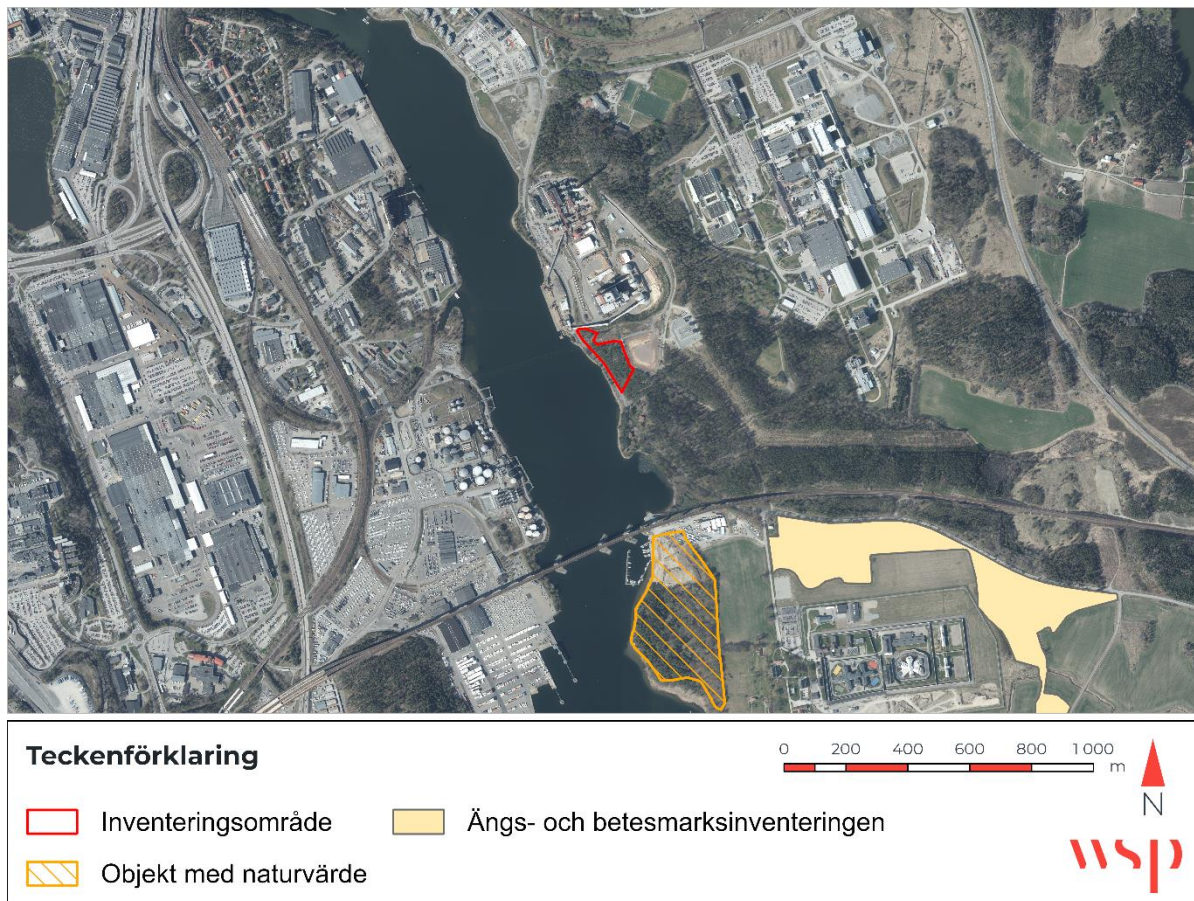 Teckenförklaring
0 200 400 600 800 1 000
m
N
Inventeringsområde
Ängs- och betesmarksinventeringen
Objekt med naturvärde
wsp